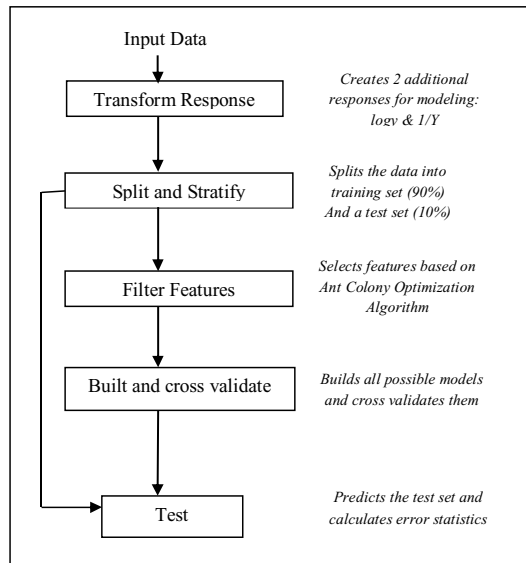 Input Data
Transform Response
Creates 2 additional
responses for modeling:
logy & 1/Y
Split and Stratify
Splits the data into
training set (90%)
And a test set (10%)
Filter Features
Selects features based on
Ant Colony Optimization
Algorithm
Built and cross validate
Builds all possible models
and cross validates them
Test
Predicts the test set and
calculates error statistics